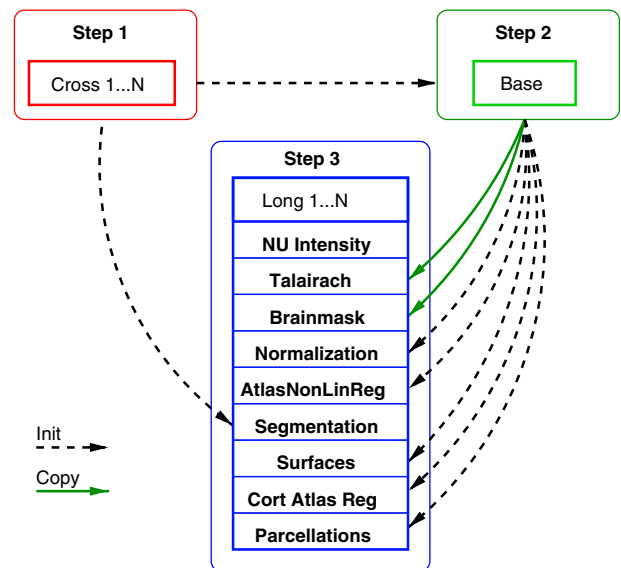 Step 1
Cross 1...N
Step 2
Base
Step 3
Long 1...N
NU Intensity
Talairach
Brainmask
Normalization
AtlasNonLinReg
Segmentation
Surfaces
Cort Atlas Reg
Parcellations
Init
Copy